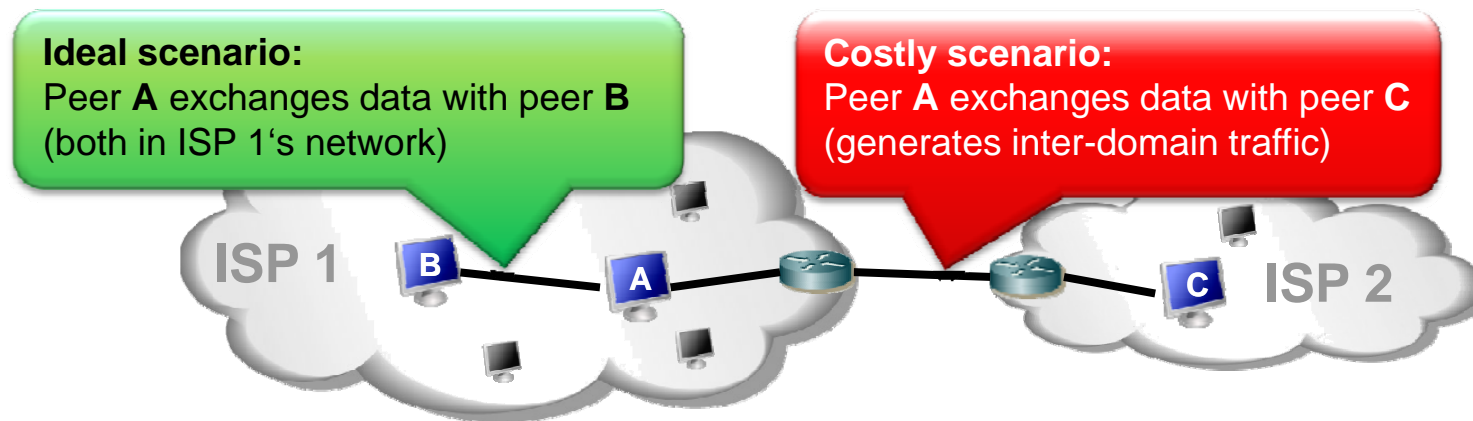 Ideal scenario:
Peer A exchanges data with peer B
(both in ISP 1‘s network)
Costly scenario:
Peer A exchanges data with peer C
(generates inter-domain traffic)
ISP 1
B
A
C
ISP 2